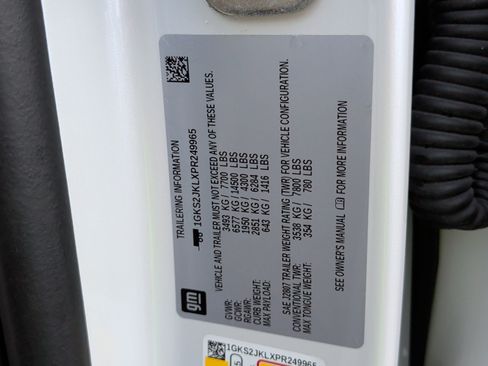 TRAILERING INFORMATION
1GKS2JKLXPR249965
VEHICLE AND TRAILER MUST NOT EXCEED ANY OF THESE VALUES.
GVWR: 3493 KG / 7700 LBS
GCWR: 6577 KG / 14500 LBS
RGAWR: 1950 KG / 4300 LBS
CURB WEIGHT: 2851 KG / 6284 LBS
MAX PAYLOAD: 643 KG / 1416 LBS
SAE J2807 TRAILER WEIGHT RATING (TWR) FOR VEHICLE CONFIGURATION.
CONVENTIONAL TWR: 3538 KG / 7800 LBS
MAX TONGUE WEIGHT: 354 KG / 780 LBS
SEE OWNER'S MANUAL FOR MORE INFORMATION
gm
1GKS2JKLXPR249965